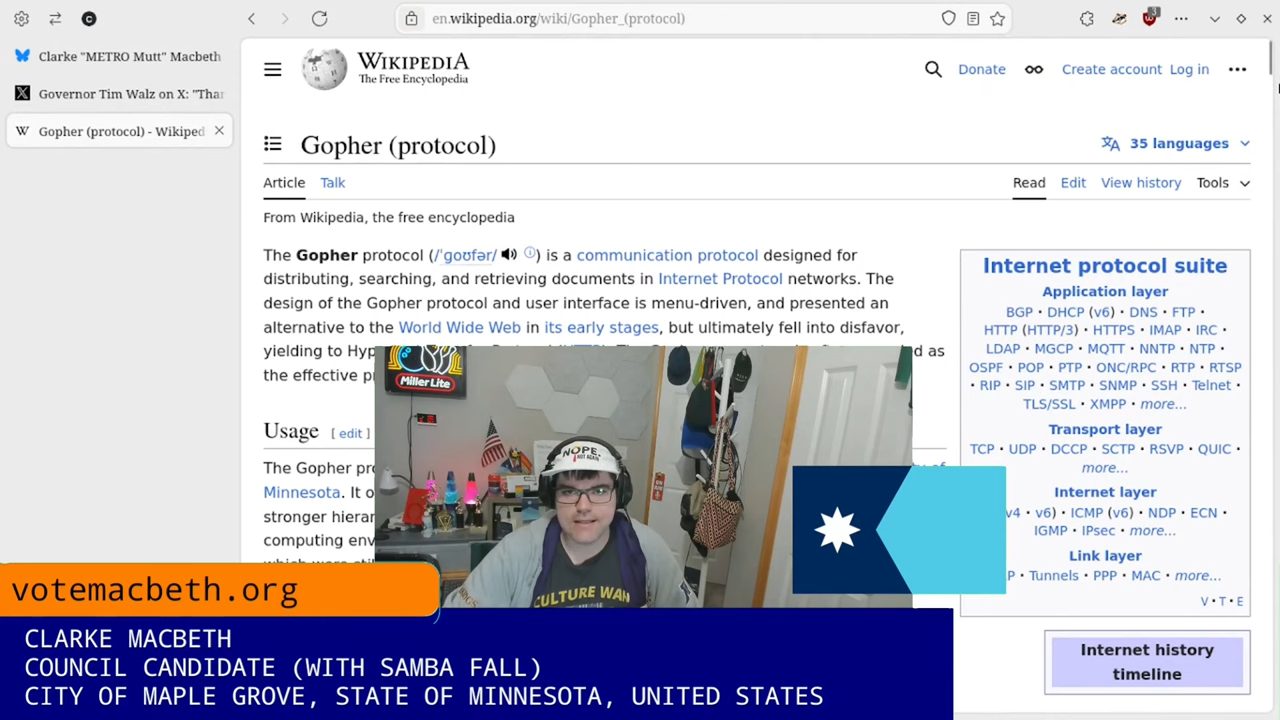 en.wikipedia.org/wiki/Gopher_(protocol)
3
Clarke "METRO Mutt" Macbeth
Governor Tim Walz on X: "Than
Gopher (protocol) - Wikiped
WIKIPEDIA
The Free Encyclopedia
Donate
Create account Log in
Gopher (protocol)
35 languages
Article Talk
Read Edit View history Tools
From Wikipedia, the free encyclopedia
The Gopher protocol (/ˈɡoʊfər/ ) is a communication protocol designed for
distributing, searching, and retrieving documents in Internet Protocol networks. The
design of the Gopher protocol and user interface is menu-driven, and presented an
alternative to the World Wide Web in its early stages, but ultimately fell into disfavor,
yielding to Hyp
ed as
the effective p
Usage [ edit ]
The Gopher pro
Minnesota. It o
stronger hierar
computing env
Internet protocol suite
Application layer
BGP · DHCP (v6) · DNS · FTP ·
HTTP (HTTP/3) · HTTPS · IMAP · IRC ·
LDAP · MGCP · MQTT · NNTP · NTP ·
OSPF · POP · PTP · ONC/RPC · RTP · RTSP
· RIP · SIP · SMTP · SNMP · SSH · Telnet ·
TLS/SSL · XMPP · more...
Transport layer
TCP · UDP · DCCP · SCTP · RSVP · QUIC ·
more...
Internet layer
v4 · v6) · ICMP (v6) · NDP · ECN ·
IGMP · IPsec · more...
Link layer
P · Tunnels · PPP · MAC · more...
V · T · E
Internet history
timeline
Miller Lite
NOPE.
NOT AGAIN
CULTURE WAR
votemacbeth.org
CLARKE MACBETH
COUNCIL CANDIDATE (WITH SAMBA FALL)
CITY OF MAPLE GROVE, STATE OF MINNESOTA, UNITED STATES